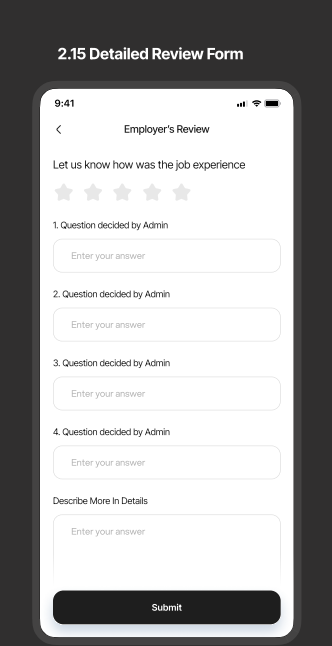 2.15 Detailed Review Form
9:41
Employer's Review
Let us know how was the job experience
1. Question decided by Admin
Enter your answer
2. Question decided by Admin
Enter your answer
3. Question decided by Admin
Enter your answer
4. Question decided by Admin
Enter your answer
Describe More In Details
Enter your answer
Submit